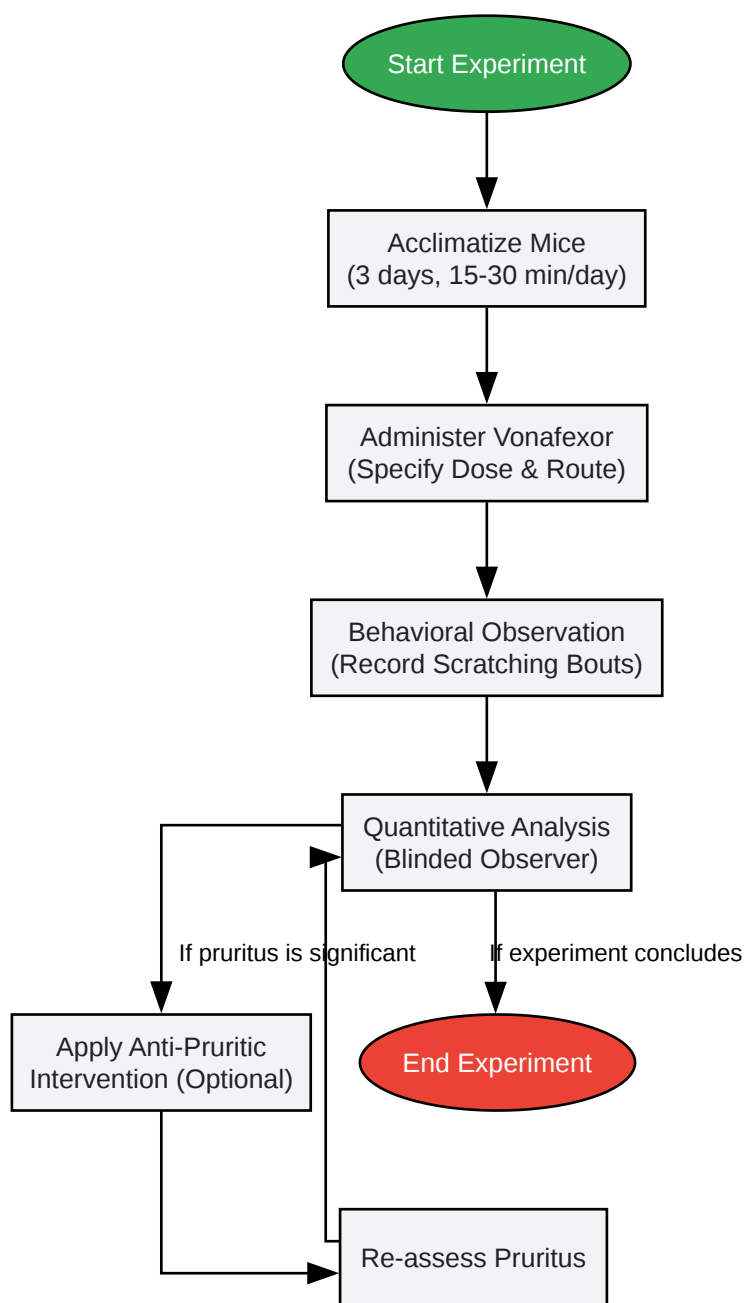 Start Experiment
Acclimatize Mice
(3 days, 15-30 min/day)
Administer Vonafexor
(Specify Dose & Route)
Behavioral Observation
(Record Scratching Bouts)
Quantitative Analysis
(Blinded Observer)
If pruritus is significant
If experiment concludes
Apply Anti-Pruritic
Intervention (Optional)
End Experiment
Re-assess Pruritus